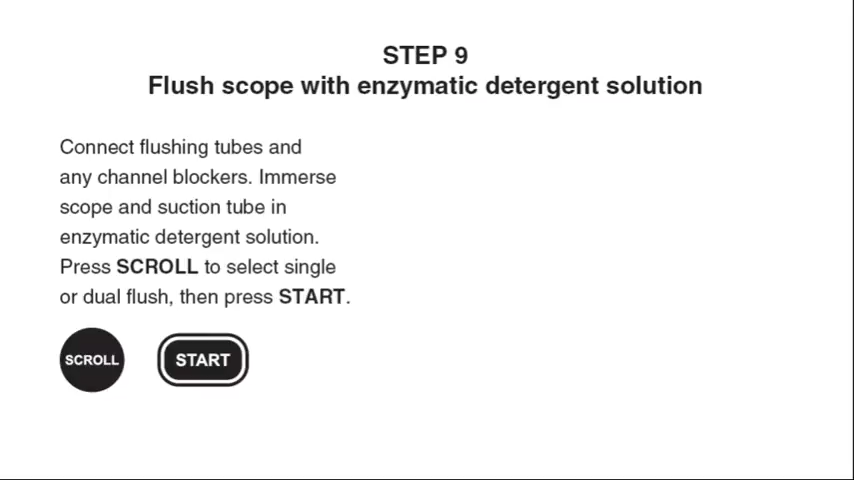 STEP 9
Flush scope with enzymatic detergent solution
Connect flushing tubes and
any channel blockers. Immerse
scope and suction tube in
enzymatic detergent solution.
Press SCROLL to select single
or dual flush, then press START.
SCROLL
START